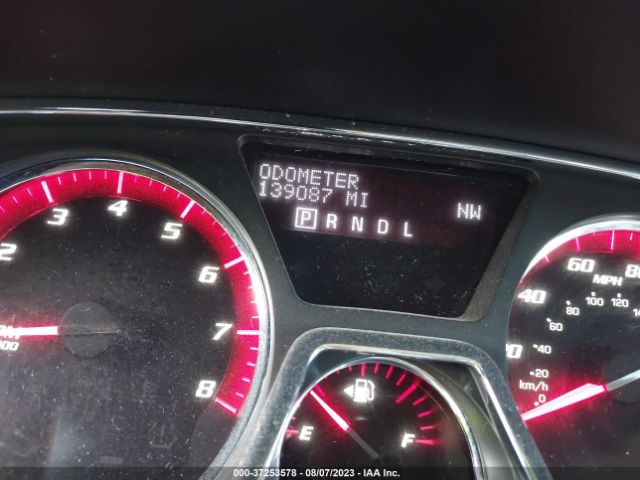 ODOMETER
139087 MI
NW
P R N D L
2 3 4 5 6 7 8
60 80
MPH
40
80 100 120
60
40
20
km/h
0
E
F
000-37253578 - 08/07/2023 - IAA Inc.